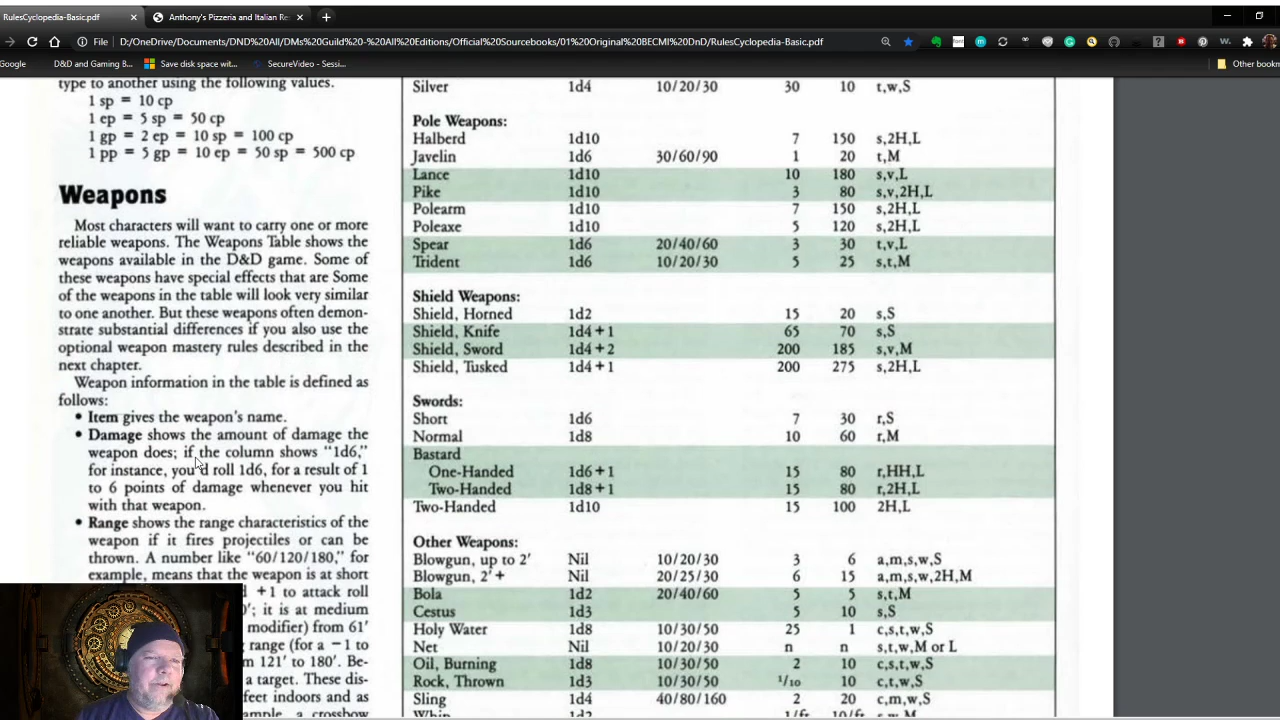 RulesCyclopedia-Basic.pdf
Anthony's Pizzeria and Italian Re
File
D:/OneDrive/Documents/DND%20All/DMs%20Guild%20-%20All%20Editions/Official%20Sourcebooks/01%20Original%20BECMI%20DnD/RulesCyclopedia-Basic.pdf
Google
D&D and Gaming B...
Save disk space wit...
SecureVideo - Sessi...
Other bookm
type to another using the following values.
1 sp = 10 cp
1 ep = 5 sp = 50 cp
1 gp = 2 ep = 10 sp = 100 cp
1 pp = 5 gp = 10 ep = 50 sp = 500 cp
Weapons
Most characters will want to carry one or more
reliable weapons. The Weapons Table shows the
weapons available in the D&D game. Some of
these weapons have special effects that are Some
of the weapons in the table will look very similar
to one another. But these weapons often demon-
strate substantial differences if you also use the
optional weapon mastery rules described in the
next chapter.
Weapon information in the table is defined as
follows:
• Item gives the weapon's name.
• Damage shows the amount of damage the
weapon does; if the column shows "1d6,"
for instance, you'd roll 1d6, for a result of 1
to 6 points of damage whenever you hit
with that weapon.
• Range shows the range characteristics of the
weapon if it fires projectiles or can be
thrown. A number like "60/120/180," for
example, means that the weapon is at short
+1 to attack roll
0'; it is at medium
modifier) from 61'
range (for a −1 to
m 121' to 180'. Be-
a target. These dis-
feet indoors and as
ample, a crossbow
Silver 1d4 10/20/30 30 10 t,w,S
Pole Weapons:
Halberd 1d10 7 150 s,2H,L
Javelin 1d6 30/60/90 1 20 t,M
Lance 1d10 10 180 s,v,L
Pike 1d10 3 80 s,v,2H,L
Polearm 1d10 7 150 s,2H,L
Poleaxe 1d10 5 120 s,2H,L
Spear 1d6 20/40/60 3 30 t,v,L
Trident 1d6 10/20/30 5 25 s,t,M
Shield Weapons:
Shield, Horned 1d2 15 20 s,S
Shield, Knife 1d4+1 65 70 s,S
Shield, Sword 1d4+2 200 185 s,v,M
Shield, Tusked 1d4+1 200 275 s,2H,L
Swords:
Short 1d6 7 30 r,S
Normal 1d8 10 60 r,M
Bastard
One-Handed 1d6+1 15 80 r,HH,L
Two-Handed 1d8+1 15 80 r,2H,L
Two-Handed 1d10 15 100 2H,L
Other Weapons:
Blowgun, up to 2' Nil 10/20/30 3 6 a,m,s,w,S
Blowgun, 2'+ Nil 20/25/30 6 15 a,m,s,w,2H,M
Bola 1d2 20/40/60 5 5 s,t,M
Cestus 1d3 5 10 s,S
Holy Water 1d8 10/30/50 25 1 c,s,t,w,S
Net Nil 10/20/30 n n s,t,w,M or L
Oil, Burning 1d8 10/30/50 2 10 c,s,t,w,S
Rock, Thrown 1d3 10/30/50 1/10 10 c,t,w,S
Sling 1d4 40/80/160 2 20 c,m,w,S
Whip 1d2 1/ft 10/ft s,w,M